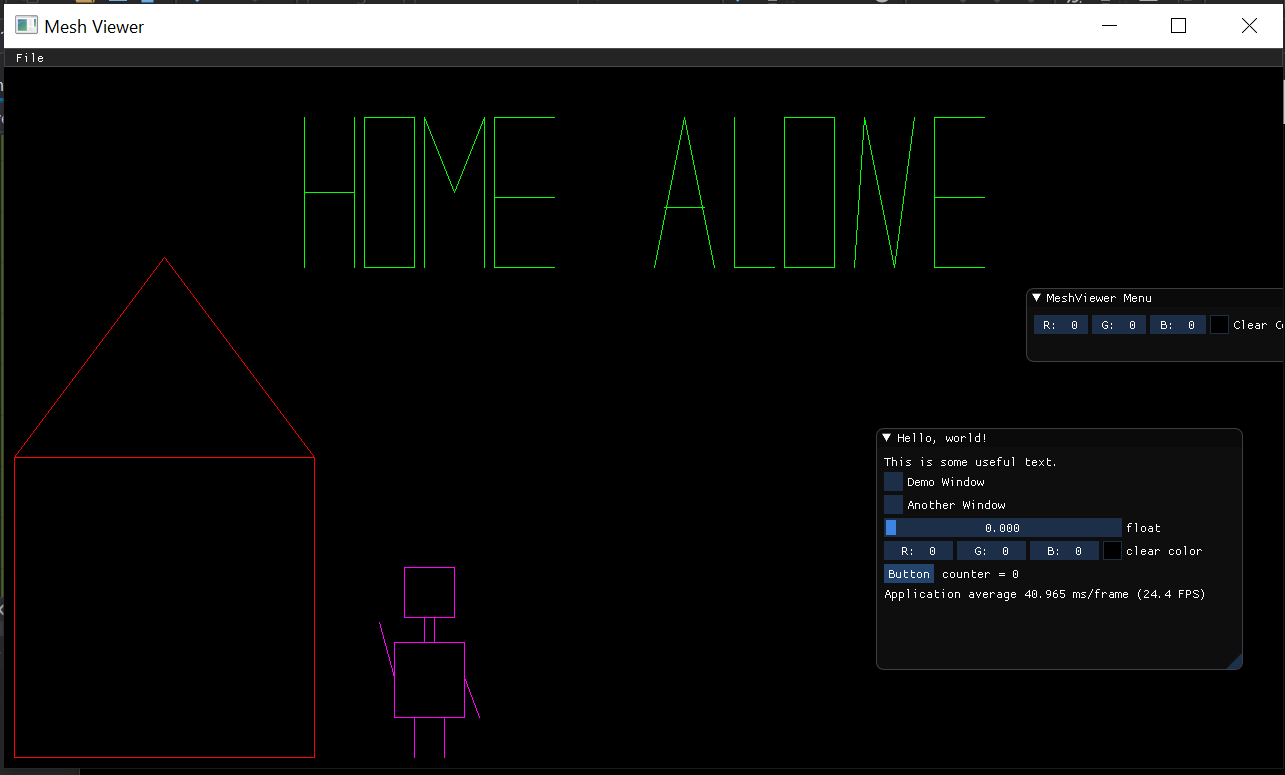 Mesh Viewer
File
HOME ALONE
MeshViewer Menu
R: 0 G: 0 B: 0 Clear
Hello, world!
This is some useful text.
Demo Window
Another Window
0.000 float
R: 0 G: 0 B: 0 clear color
Button counter = 0
Application average 40.965 ms/frame (24.4 FPS)